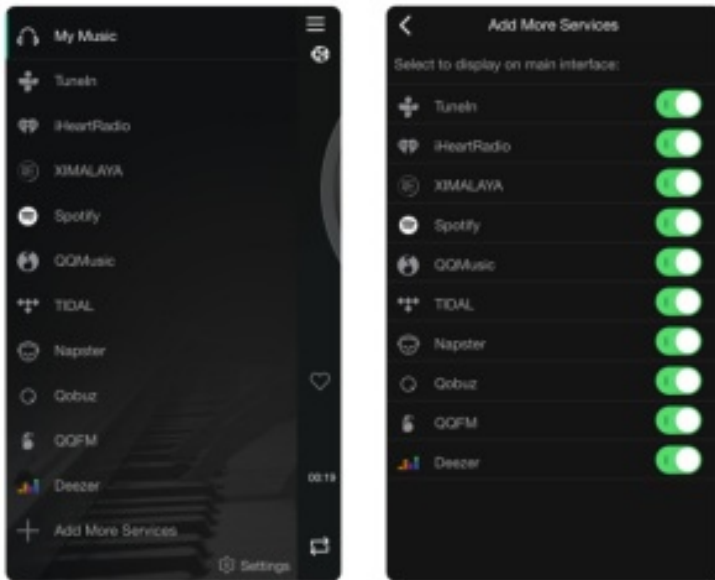 My Music
TuneIn
iHeartRadio
XIMALAYA
Spotify
QQMusic
TIDAL
Napster
Qobuz
QQFM
Deezer
00:19
Add More Services
Settings
Add More Services
Select to display on main interface:
TuneIn
iHeartRadio
XIMALAYA
Spotify
QQMusic
TIDAL
Napster
Qobuz
QQFM
Deezer